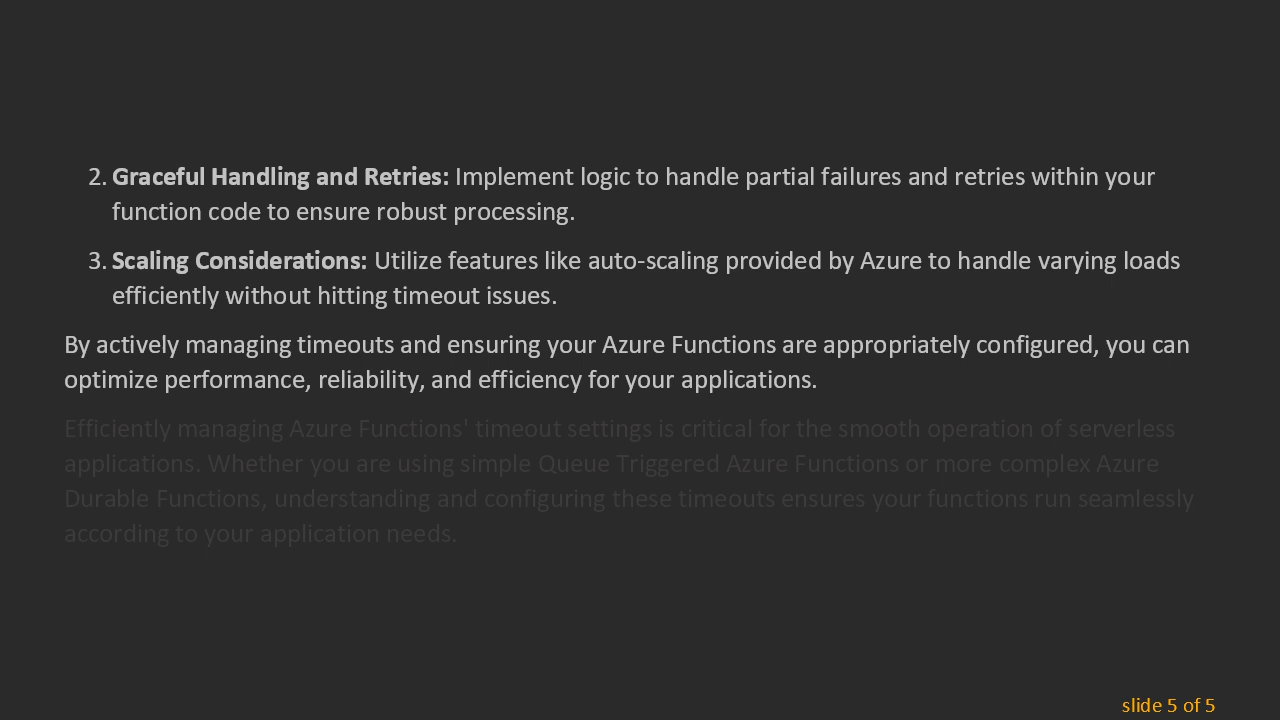 2. Graceful Handling and Retries: Implement logic to handle partial failures and retries within your
function code to ensure robust processing.
3. Scaling Considerations: Utilize features like auto-scaling provided by Azure to handle varying loads
efficiently without hitting timeout issues.
By actively managing timeouts and ensuring your Azure Functions are appropriately configured, you can
optimize performance, reliability, and efficiency for your applications.
Efficiently managing Azure Functions' timeout settings is critical for the smooth operation of serverless
applications. Whether you are using simple Queue Triggered Azure Functions or more complex Azure
Durable Functions, understanding and configuring these timeouts ensures your functions run seamlessly
according to your application needs.
slide 5 of 5